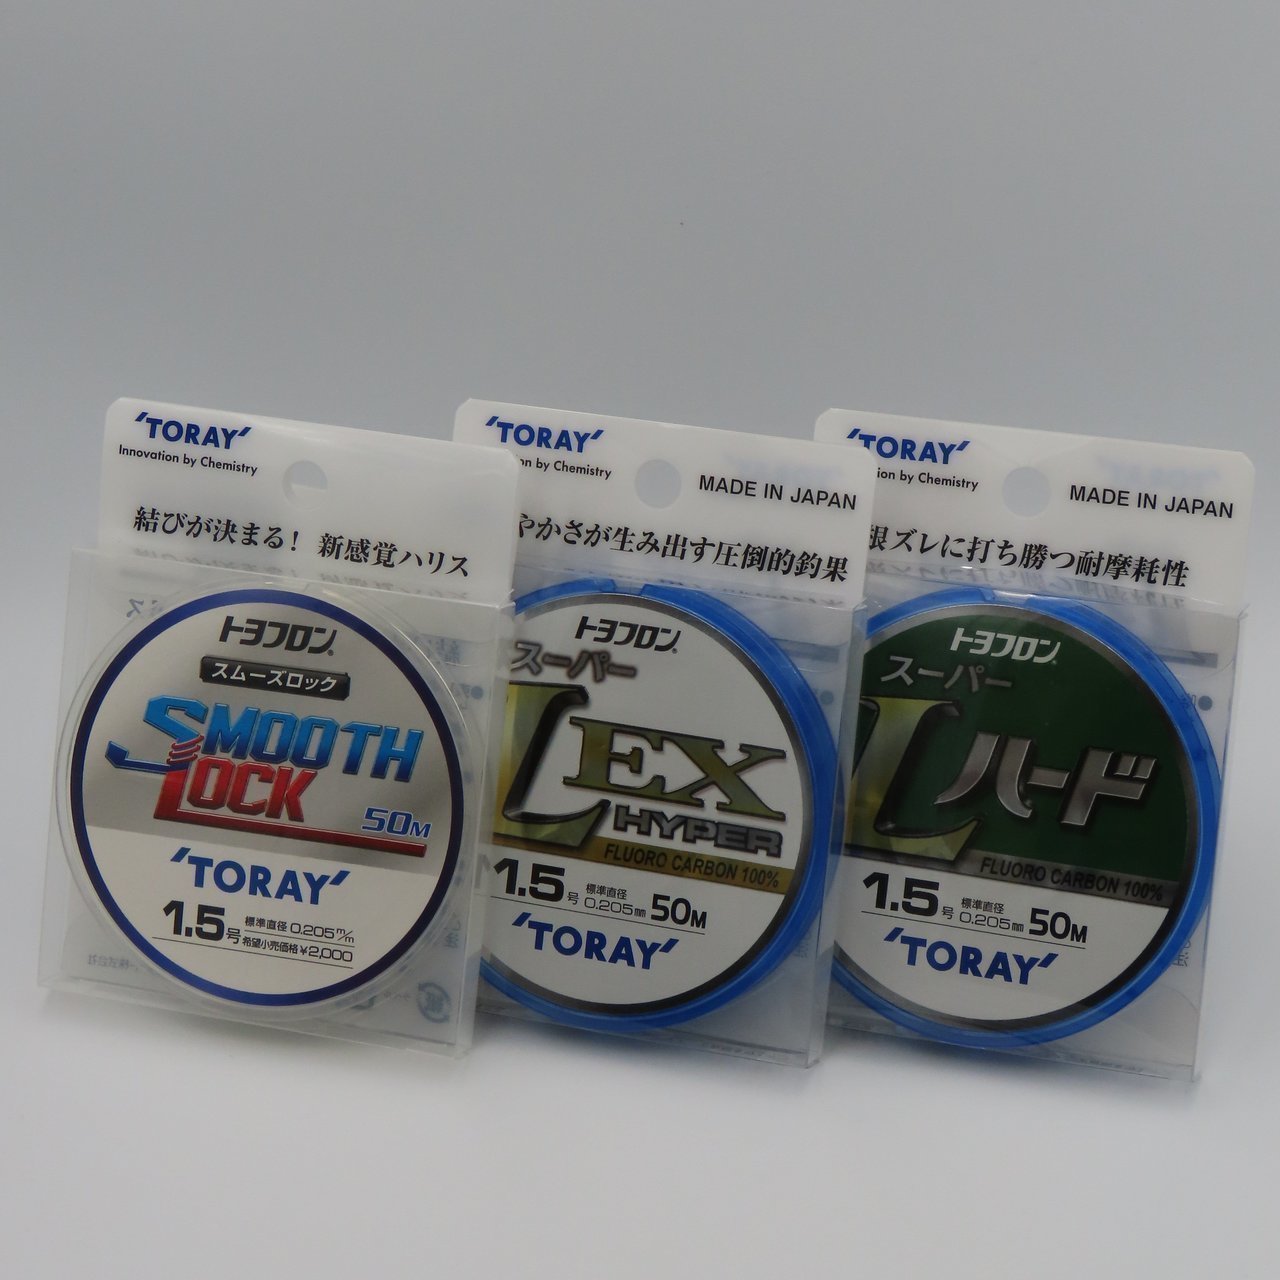 TORAY
Innovation by Chemistry
結びが決まる! 新感覚ハリス
トヨフロン®
スムーズロック
SMOOTH
LOCK
50M
TORAY
1.5号 標準直径 0.205m/m
希望小売価格 ¥2,000
TORAY
by Chemistry
MADE IN JAPAN
やかさが生み出す圧倒的釣果
トヨフロン®
スーパー
L EX
HYPER
FLUORO CARBON 100%
1.5号 標準直径 0.205mm 50M
TORAY
TORAY
by Chemistry
MADE IN JAPAN
根ズレに打ち勝つ耐摩耗性
トヨフロン®
スーパー
Lハード
FLUORO CARBON 100%
1.5号 標準直径 0.205mm 50M
TORAY